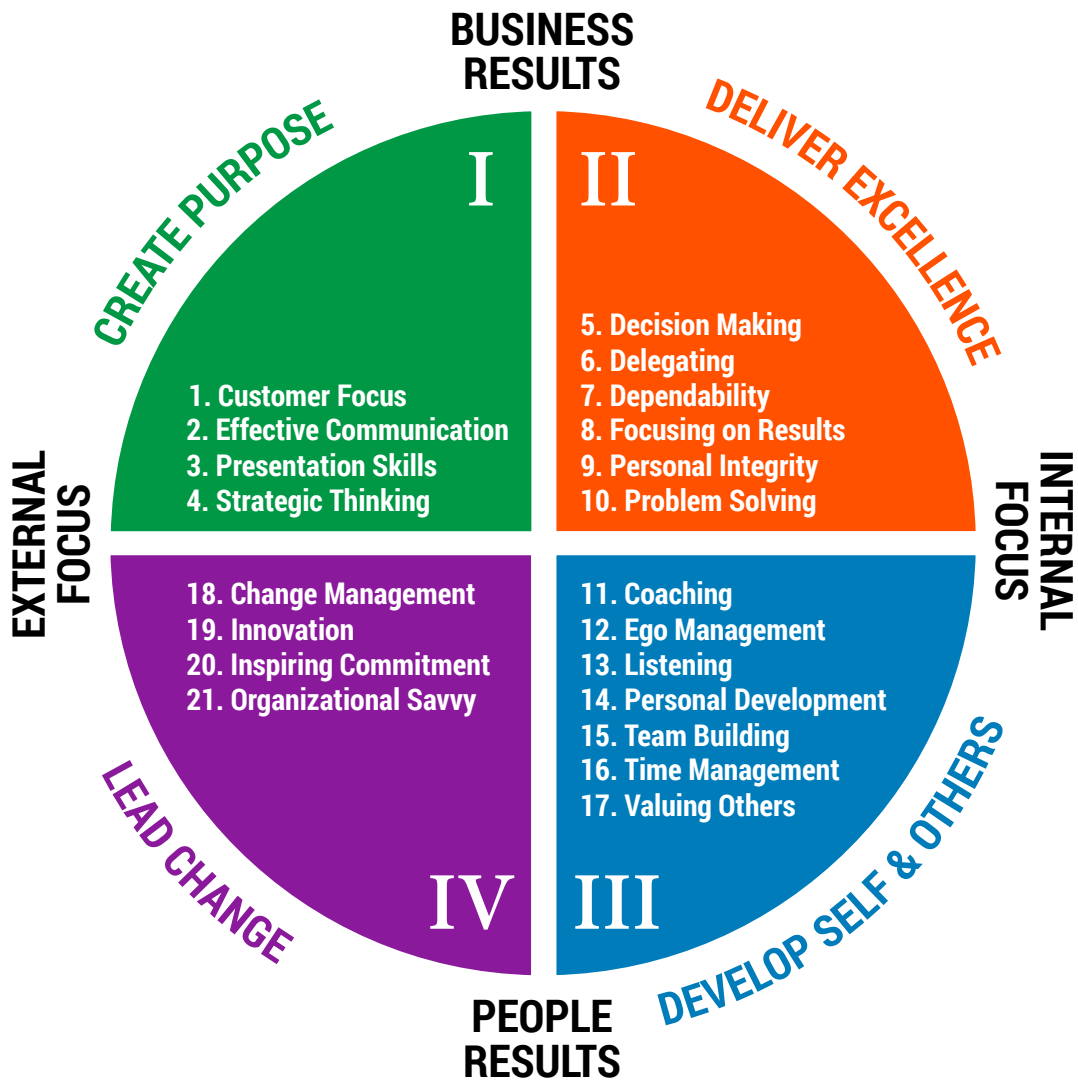 BUSINESS
RESULTS
CREATE PURPOSE
I
1. Customer Focus
2. Effective Communication
3. Presentation Skills
4. Strategic Thinking
DELIVER EXCELLENCE
II
5. Decision Making
6. Delegating
7. Dependability
8. Focusing on Results
9. Personal Integrity
10. Problem Solving
EXTERNAL
FOCUS
INTERNAL
FOCUS
18. Change Management
19. Innovation
20. Inspiring Commitment
21. Organizational Savvy
IV
LEAD CHANGE
11. Coaching
12. Ego Management
13. Listening
14. Personal Development
15. Team Building
16. Time Management
17. Valuing Others
III
DEVELOP SELF & OTHERS
PEOPLE
RESULTS